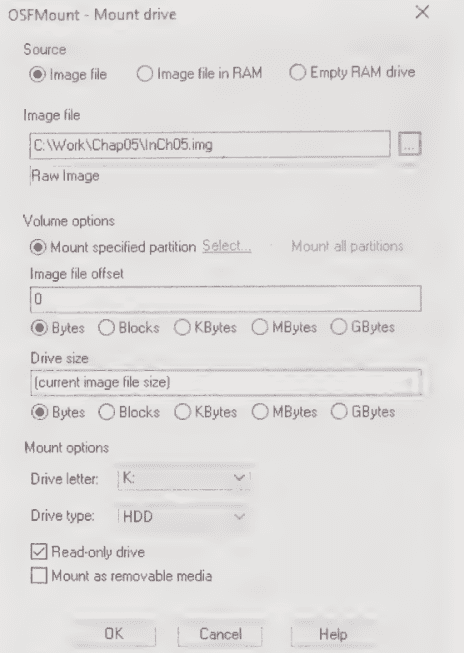 OSFMount - Mount drive
Source
Image file Image file in RAM Empty RAM drive
Image file
C:\Work\Chap05\InCh05.img ...
Raw Image
Volume options
Mount specified partition Select... Mount all partitions
Image file offset
0
Bytes Blocks KBytes MBytes GBytes
Drive size
(current image file size)
Bytes Blocks KBytes MBytes GBytes
Mount options
Drive letter: K:
Drive type: HDD
Read-only drive
Mount as removable media
OK Cancel Help